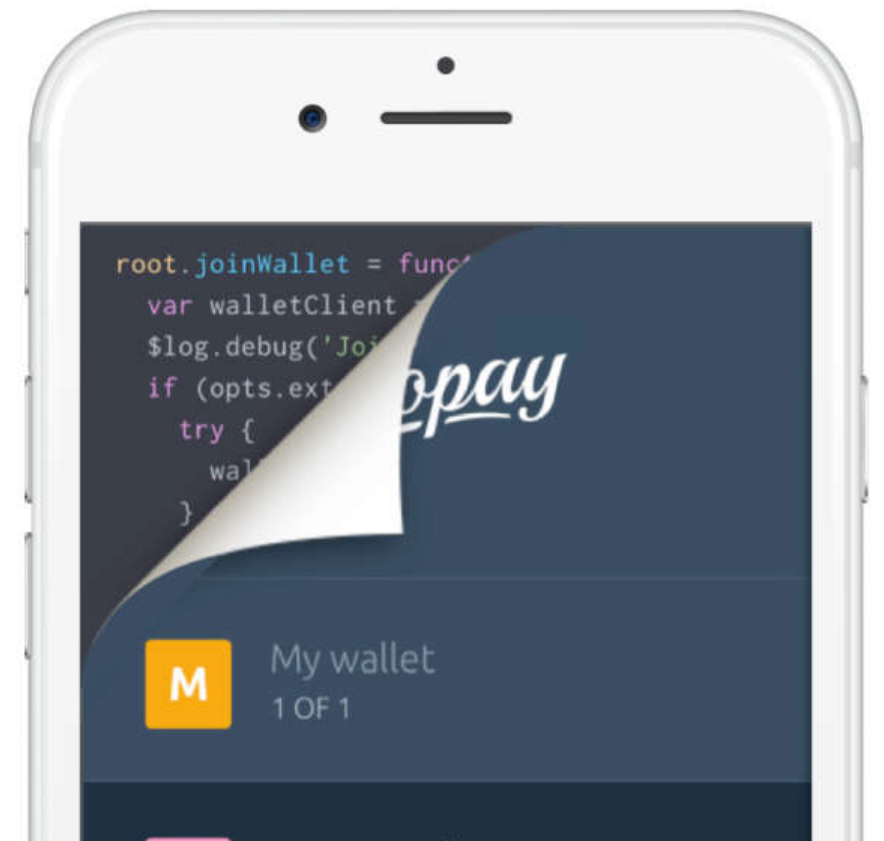 root.joinWallet = funct
var walletClient
$log.debug('Joi
if (opts.ext
try {
wal
}
opay
M
My wallet
1 OF 1